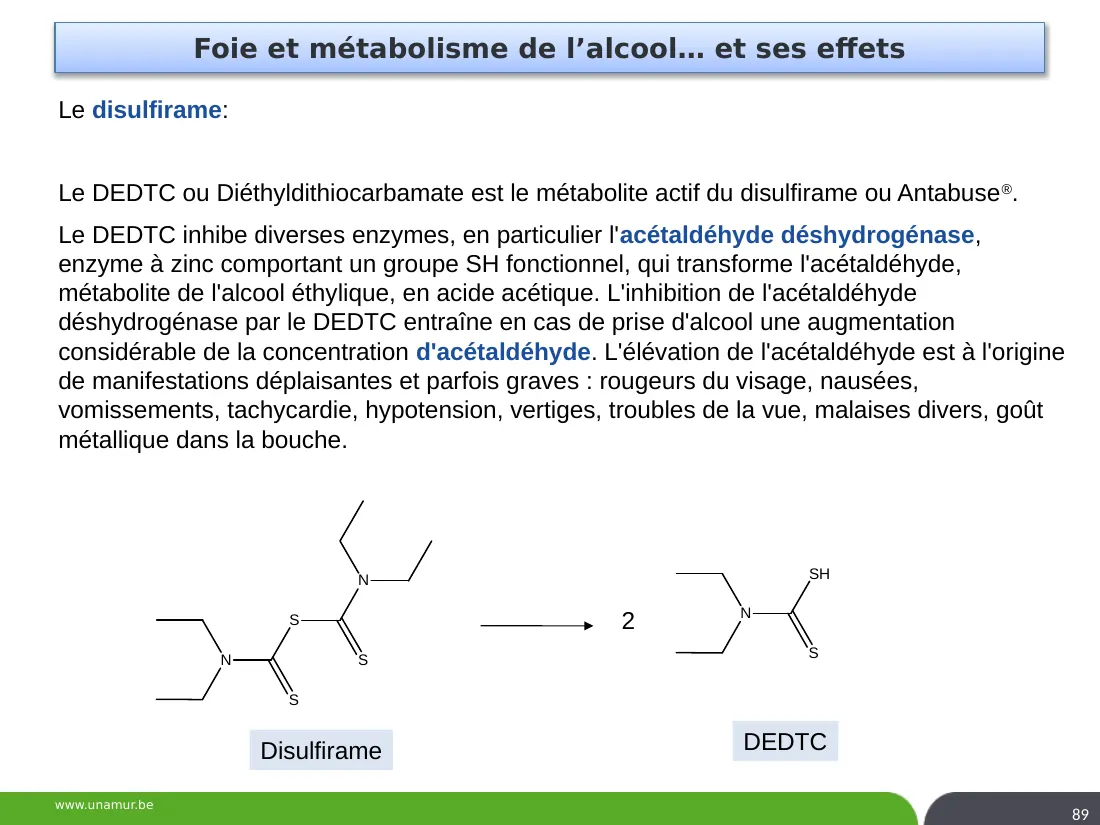 Foie et métabolisme de l’alcool… et ses effets
Le disulfirame:
Le DEDTC ou Diéthyldithiocarbamate est le métabolite actif du disulfirame ou Antabuse®.
Le DEDTC inhibe diverses enzymes, en particulier l'acétaldéhyde déshydrogénase,
enzyme à zinc comportant un groupe SH fonctionnel, qui transforme l'acétaldéhyde,
métabolite de l'alcool éthylique, en acide acétique. L'inhibition de l'acétaldéhyde
déshydrogénase par le DEDTC entraîne en cas de prise d'alcool une augmentation
considérable de la concentration d'acétaldéhyde. L'élévation de l'acétaldéhyde est à l'origine
de manifestations déplaisantes et parfois graves : rougeurs du visage, nausées,
vomissements, tachycardie, hypotension, vertiges, troubles de la vue, malaises divers, goût
métallique dans la bouche.
N
S
S
N
S
2
N
SH
S
Disulfirame
DEDTC
www.unamur.be
89